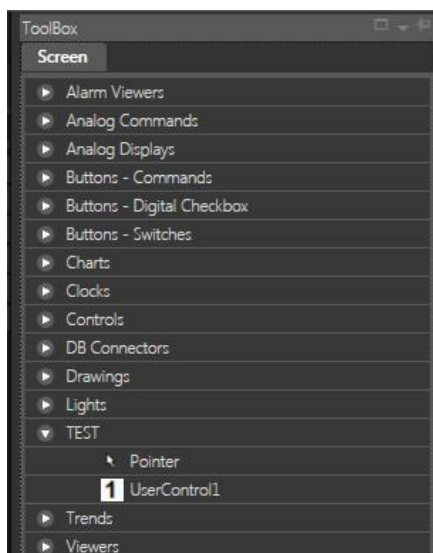 ToolBox
Screen
Alarm Viewers
Analog Commands
Analog Displays
Buttons - Commands
Buttons - Digital Checkbox
Buttons - Switches
Charts
Clocks
Controls
DB Connectors
Drawings
Lights
TEST
Pointer
1 UserControl1
Trends
Viewers